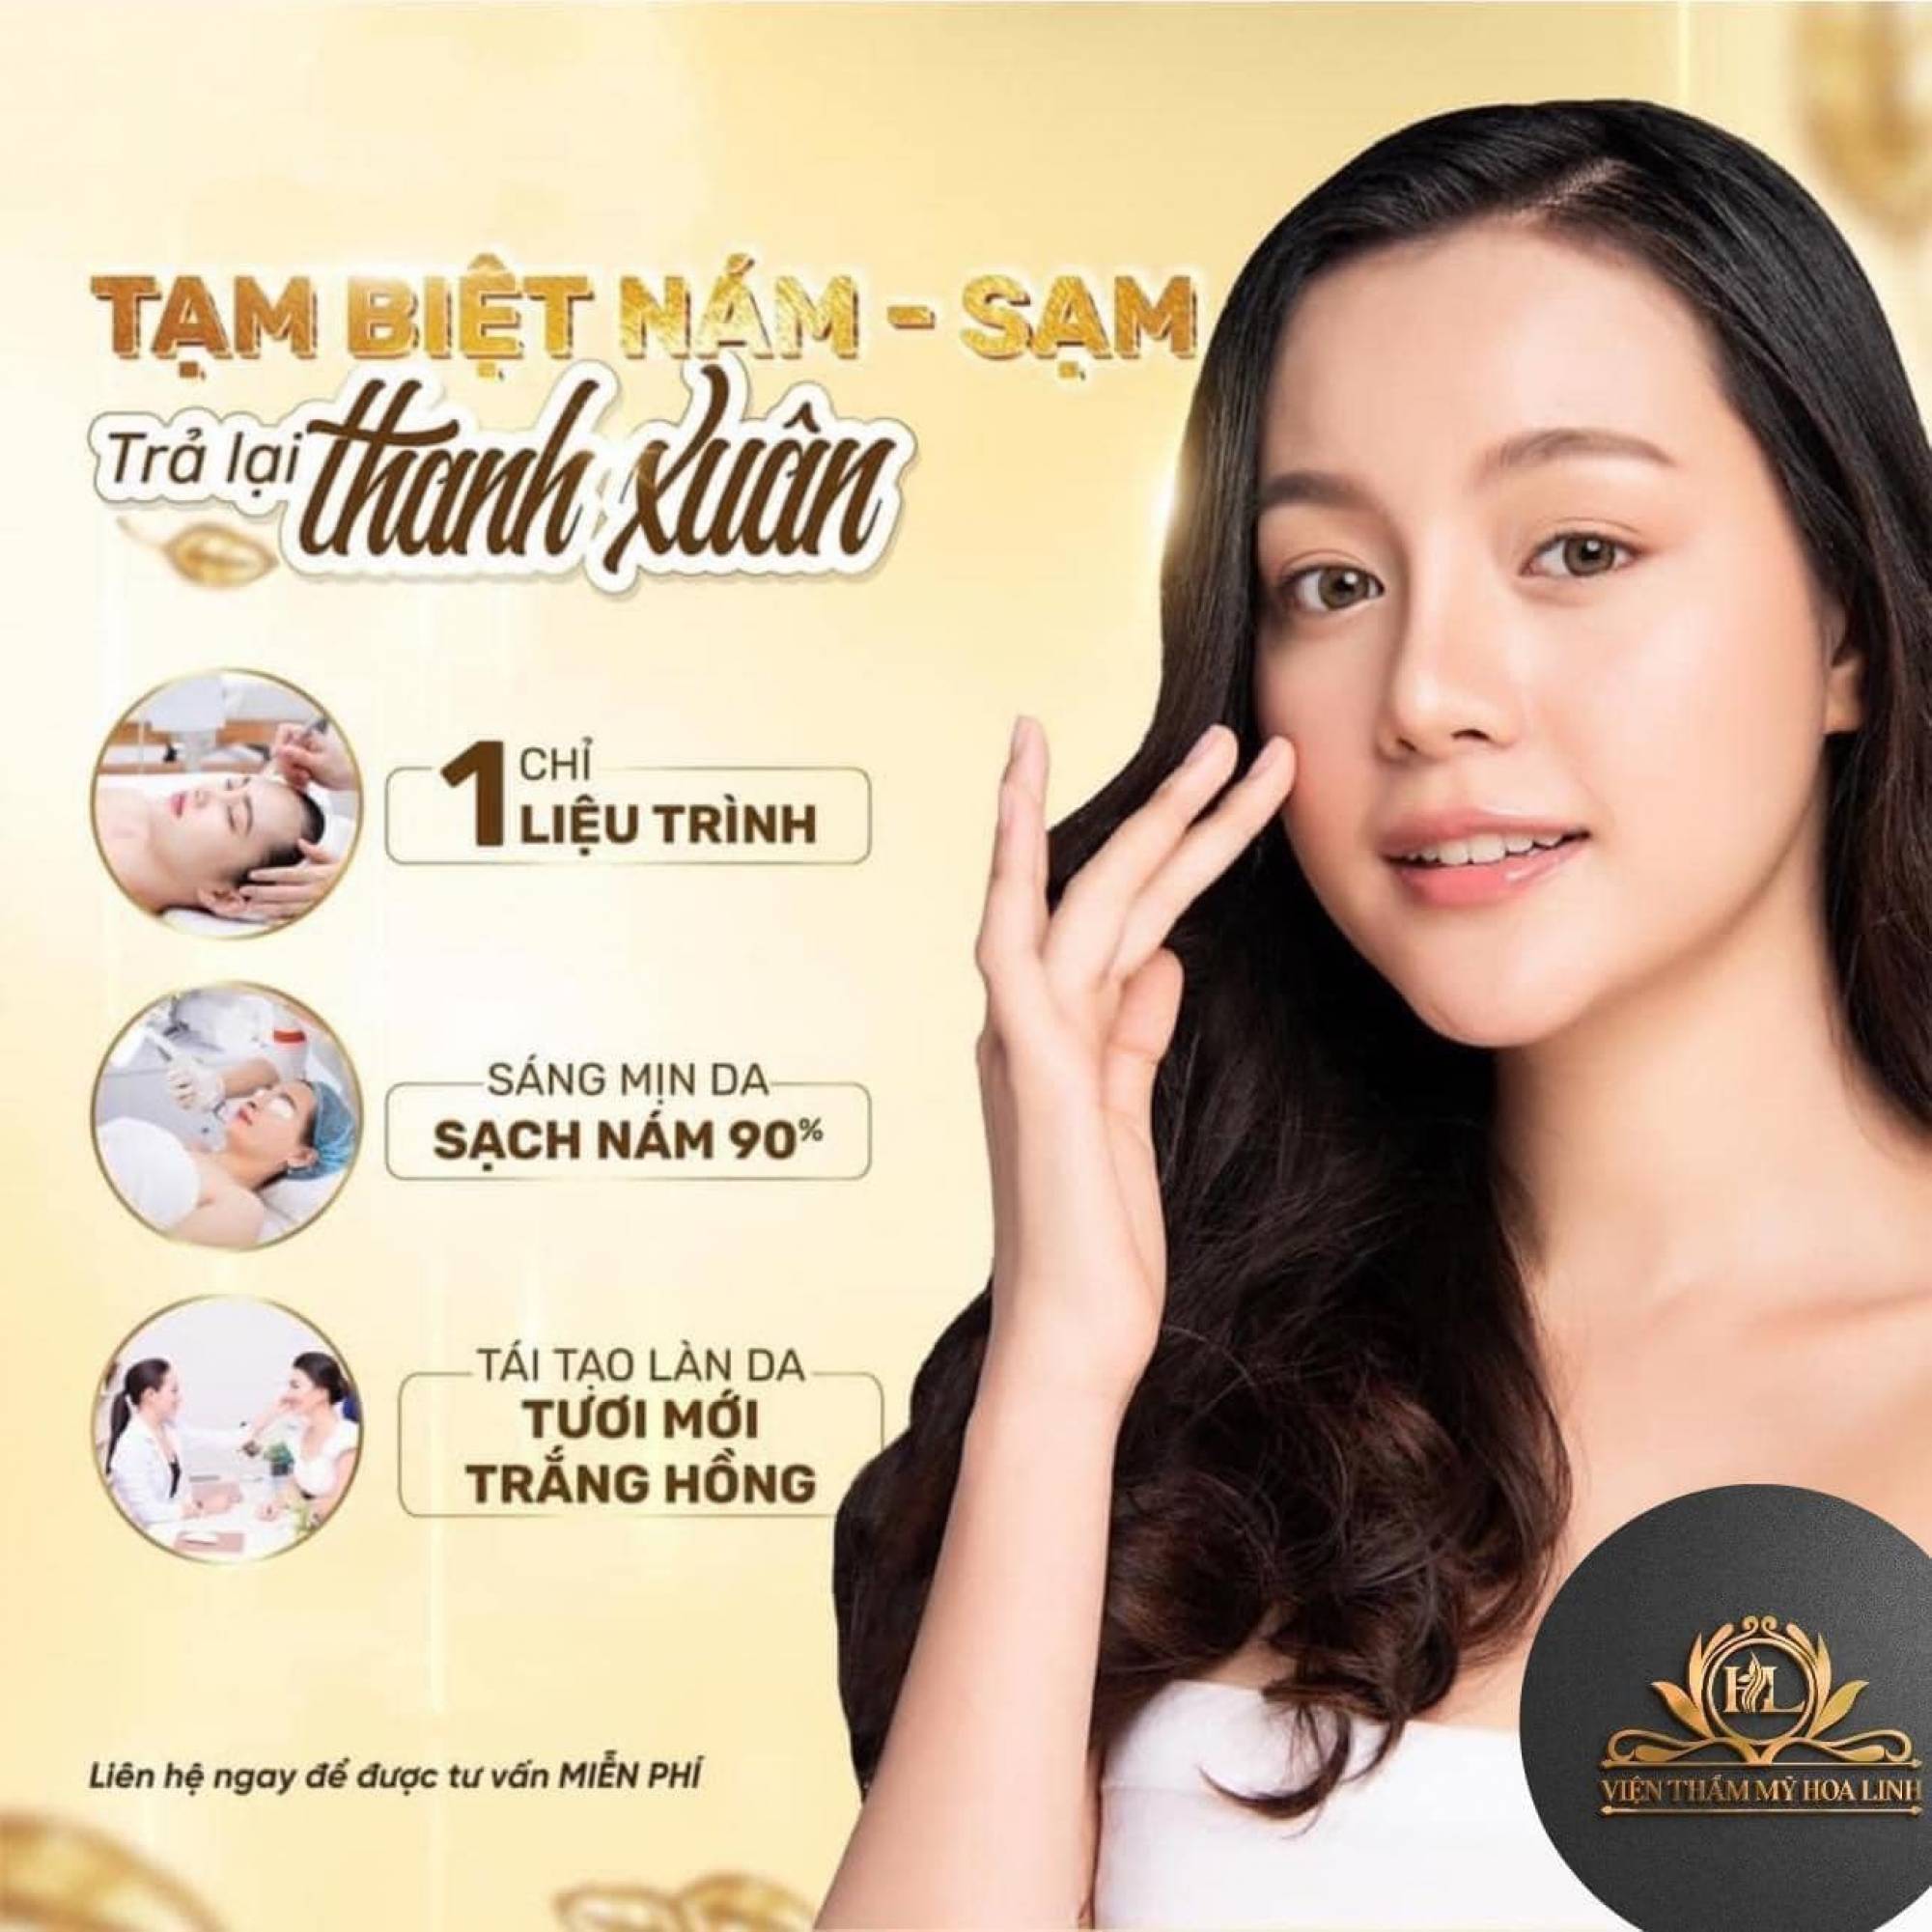 TẠM BIỆT NÁM - SẠM
Trả lại thanh xuân
1 CHỈ
LIỆU TRÌNH
SÁNG MỊN DA
SẠCH NÁM 90%
TÁI TẠO LÀN DA
TƯƠI MỚI
TRẮNG HỒNG
Liên hệ ngay để được tư vấn MIỄN PHÍ
HL
VIỆN THẨM MỸ HOA LINH